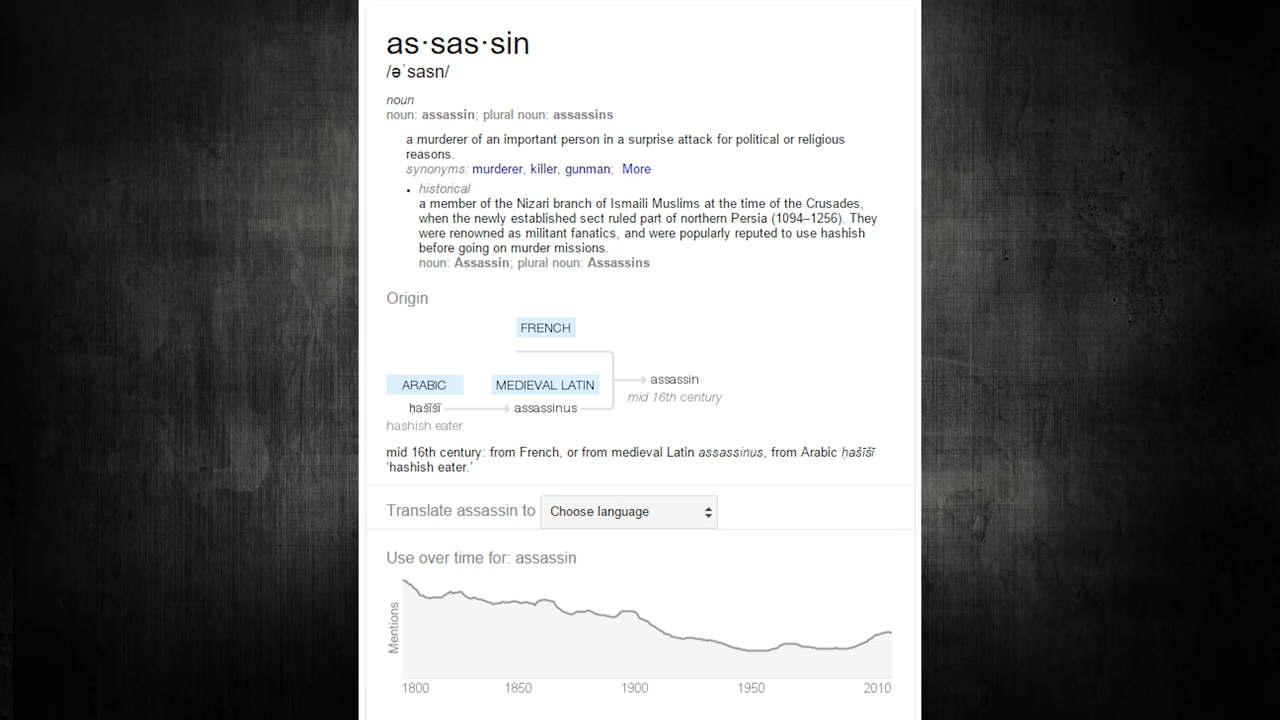 as·sas·sin
/əˈsasn/
noun
noun: assassin; plural noun: assassins
a murderer of an important person in a surprise attack for political or religious
reasons.
synonyms: murderer, killer, gunman; More
• historical
a member of the Nizari branch of Ismaili Muslims at the time of the Crusades,
when the newly established sect ruled part of northern Persia (1094–1256). They
were renowned as militant fanatics, and were popularly reputed to use hashish
before going on murder missions.
noun: Assassin; plural noun: Assassins
Origin
FRENCH
ARABIC
MEDIEVAL LATIN
assassin
mid 16th century
ḥašīšī
assassinus
hashish eater
mid 16th century: from French, or from medieval Latin assassinus, from Arabic ḥašīšī
‘hashish eater.’
Translate assassin to Choose language
Use over time for: assassin
Mentions
1800 1850 1900 1950 2010